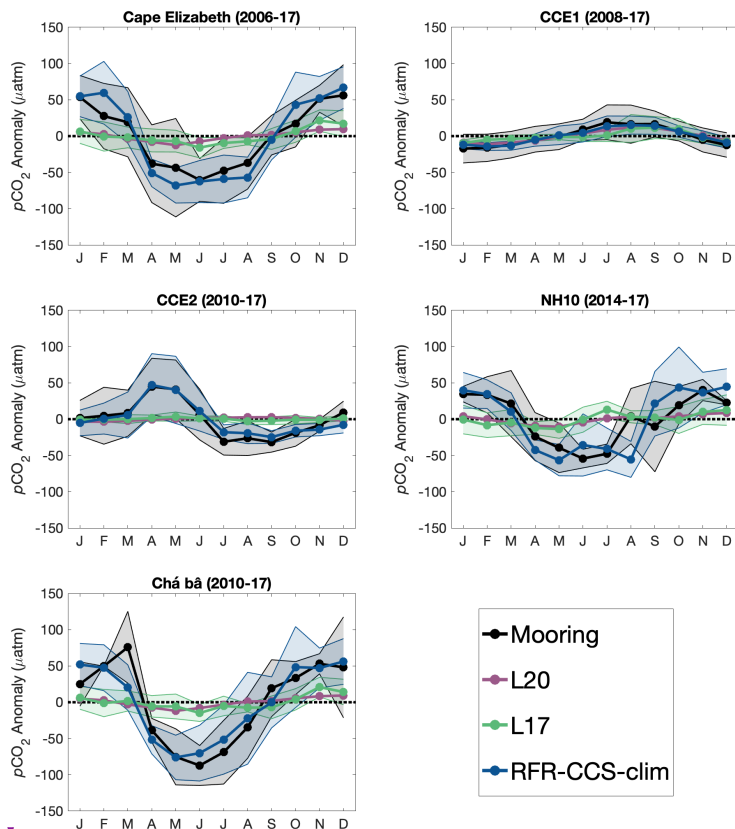 Cape Elizabeth (2006-17)
150
100
50
0
-50
-100
-150
pCO2 Anomaly (μatm)
J F M A M J J A S O N D
CCE1 (2008-17)
150
100
50
0
-50
-100
-150
pCO2 Anomaly (μatm)
J F M A M J J A S O N D
CCE2 (2010-17)
150
100
50
0
-50
-100
-150
pCO2 Anomaly (μatm)
J F M A M J J A S O N D
NH10 (2014-17)
150
100
50
0
-50
-100
-150
pCO2 Anomaly (μatm)
J F M A M J J A S O N D
Chá bâ (2010-17)
150
100
50
0
-50
-100
-150
pCO2 Anomaly (μatm)
J F M A M J J A S O N D
Mooring
L20
L17
RFR-CCS-clim